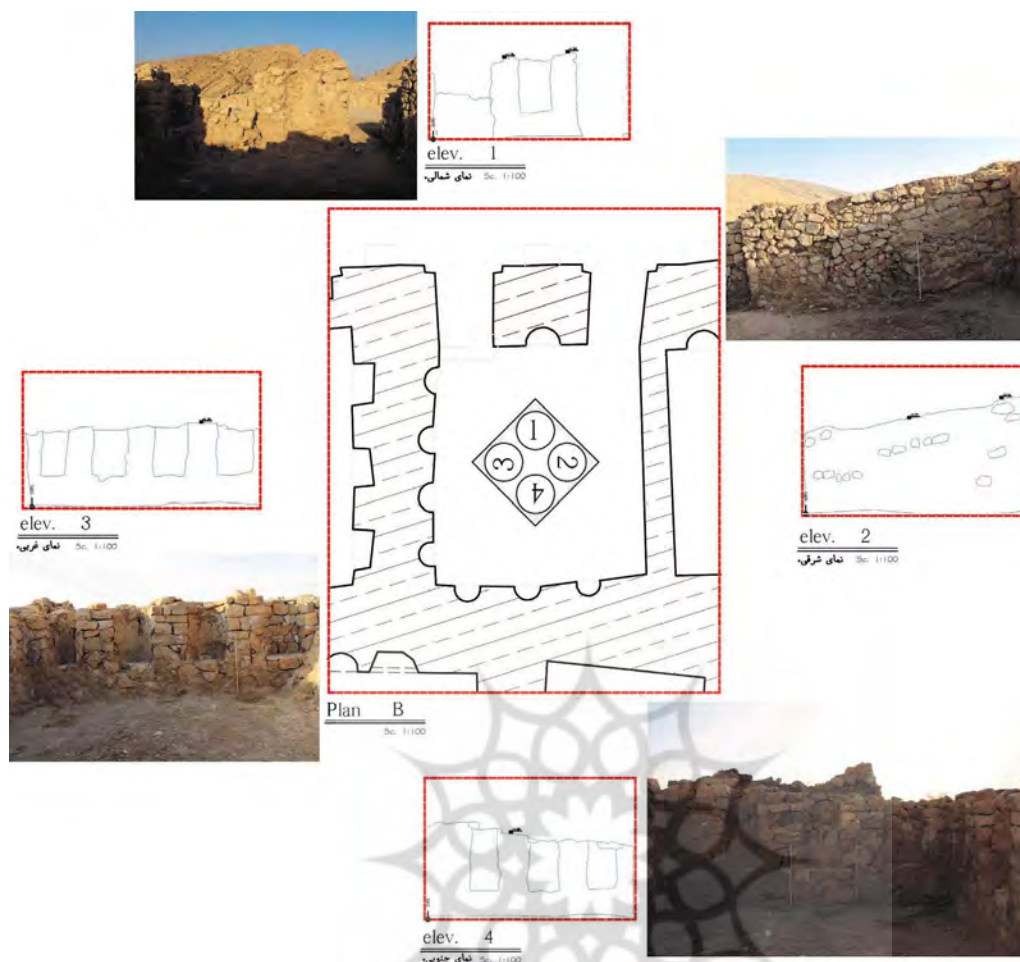 elev. 1
نمای شمالی. Sc. 1:100
1
3 2
4
elev. 3
نمای غربی. Sc. 1:100
elev. 2
نمای شرقی. Sc. 1:100
Plan B
Sc. 1:100
elev. 4
نمای جنوبی. Sc. 1:100